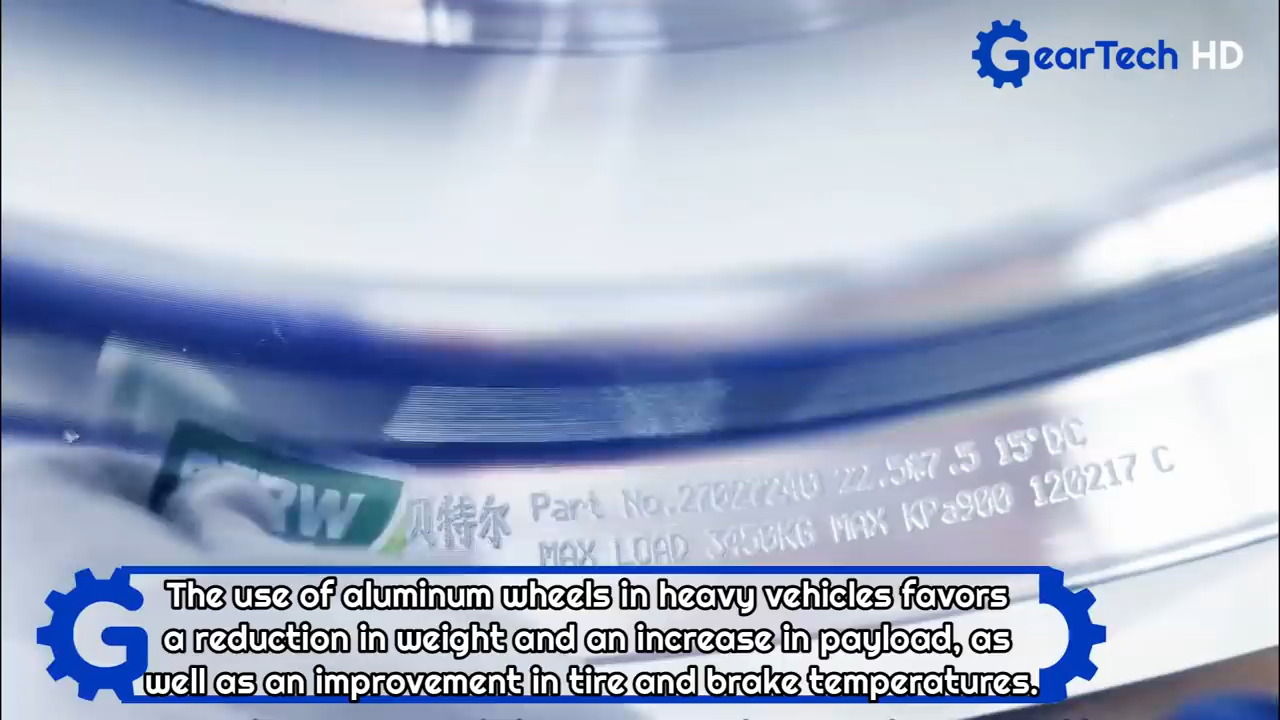 GearTech HD
贝特尔
Part No.27027240 22.5X7.5 15°DC
MAX LOAD 3450KG MAX KPa900 120217 C
The use of aluminum wheels in heavy vehicles favors
a reduction in weight and an increase in payload, as
well as an improvement in tire and brake temperatures.